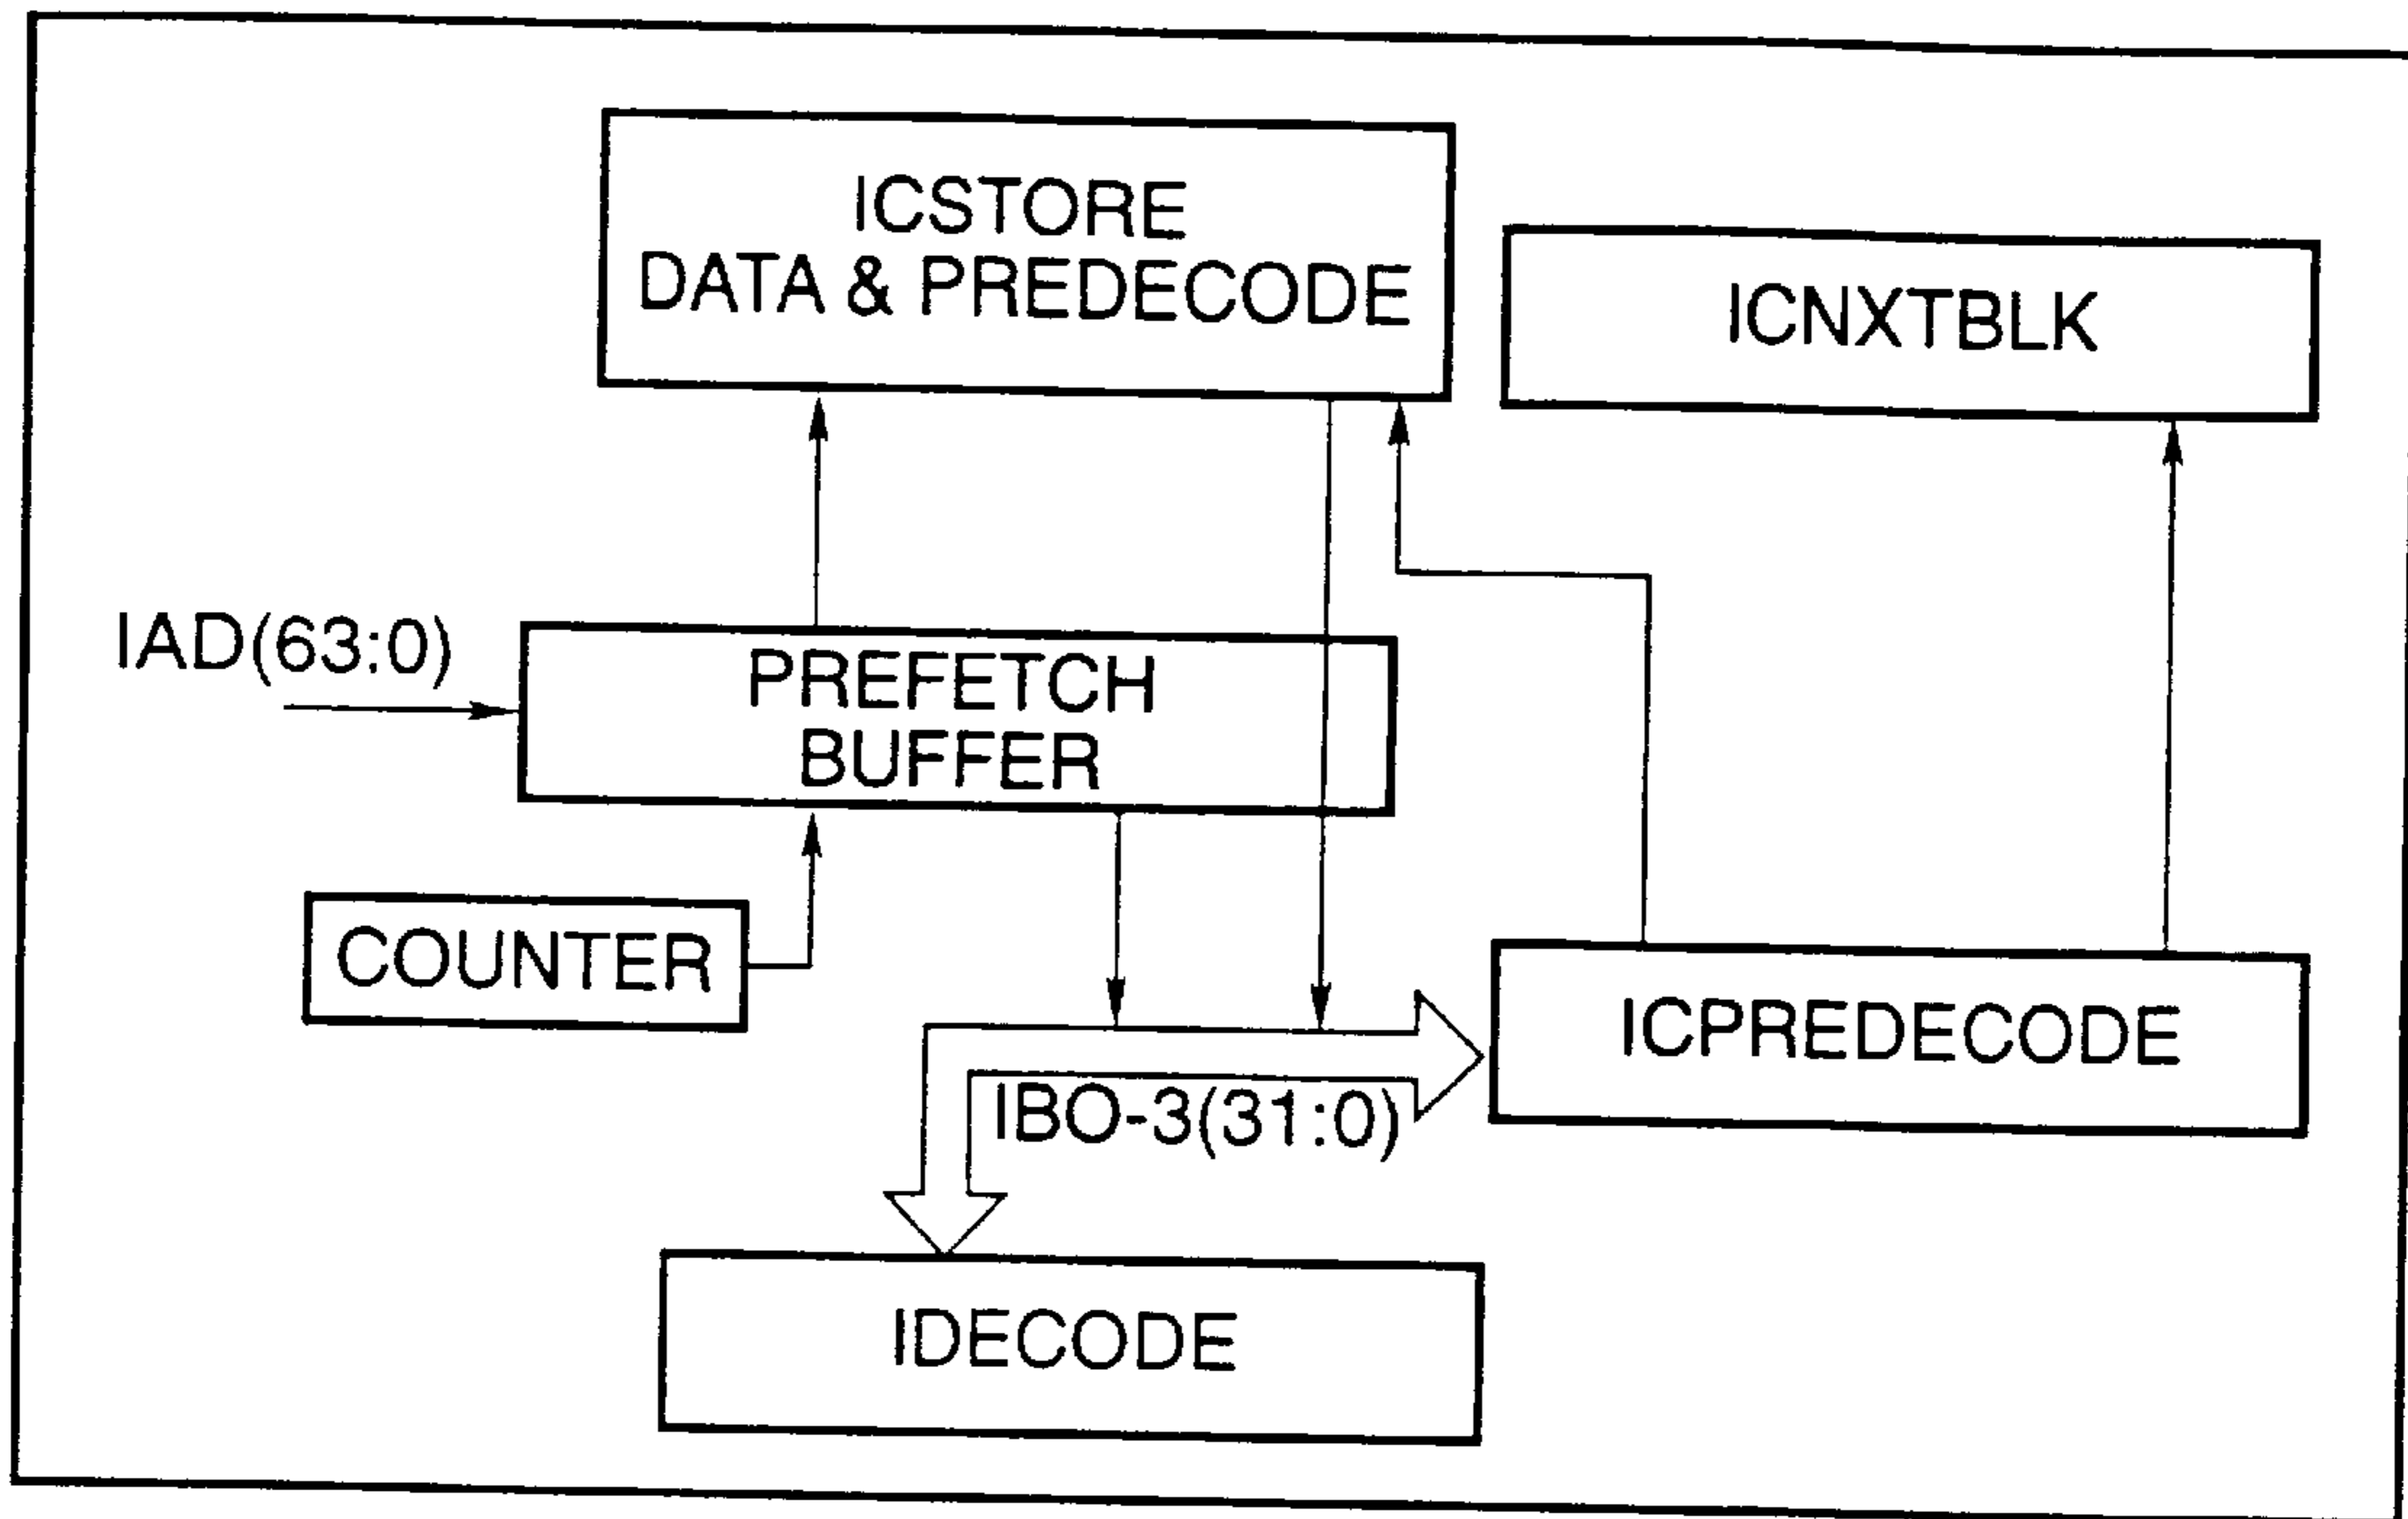 ICSTORE
DATA & PREDECODE
ICNXTBLK
IAD(63:0)
PREFETCH
BUFFER
COUNTER
ICPREDECODE
IBO-3(31:0)
IDECODE